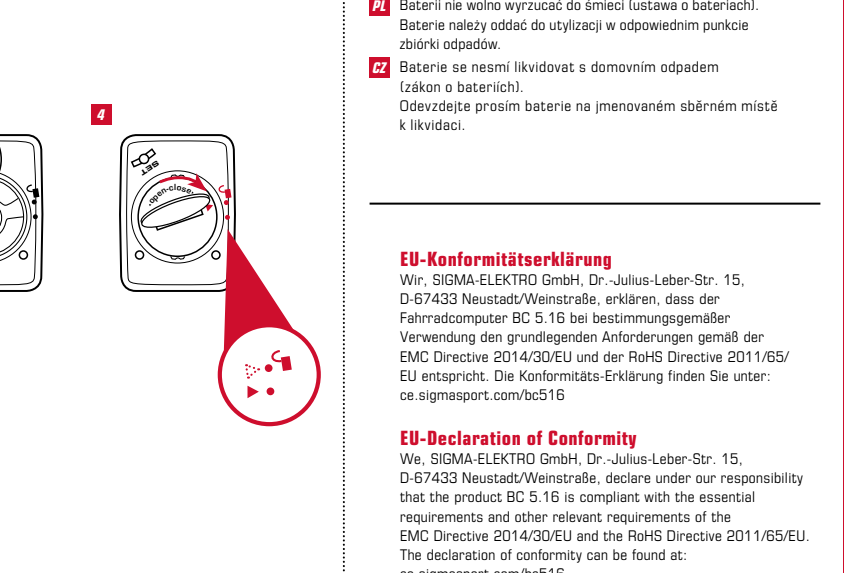 4
SET
open-close
PL Baterii nie wolno wyrzucać do śmieci (ustawa o bateriach).
Baterie należy oddać do utylizacji w odpowiednim punkcie
zbiórki odpadów.
CZ Baterie se nesmí likvidovat s domovním odpadem
(zákon o bateriích).
Odevzdejte prosím baterie na jmenovaném sběrném místě
k likvidaci.
EU-Konformitätserklärung
Wir, SIGMA-ELEKTRO GmbH, Dr.-Julius-Leber-Str. 15,
D-67433 Neustadt/Weinstraße, erklären, dass der
Fahrradcomputer BC 5.16 bei bestimmungsgemäßer
Verwendung den grundlegenden Anforderungen gemäß der
EMC Directive 2014/30/EU und der RoHS Directive 2011/65/
EU entspricht. Die Konformitäts-Erklärung finden Sie unter:
ce.sigmasport.com/bc516
EU-Declaration of Conformity
We, SIGMA-ELEKTRO GmbH, Dr.-Julius-Leber-Str. 15,
D-67433 Neustadt/Weinstraße, declare under our responsibility
that the product BC 5.16 is compliant with the essential
requirements and other relevant requirements of the
EMC Directive 2014/30/EU and the RoHS Directive 2011/65/EU.
The declaration of conformity can be found at:
ce.sigmasport.com/bc516